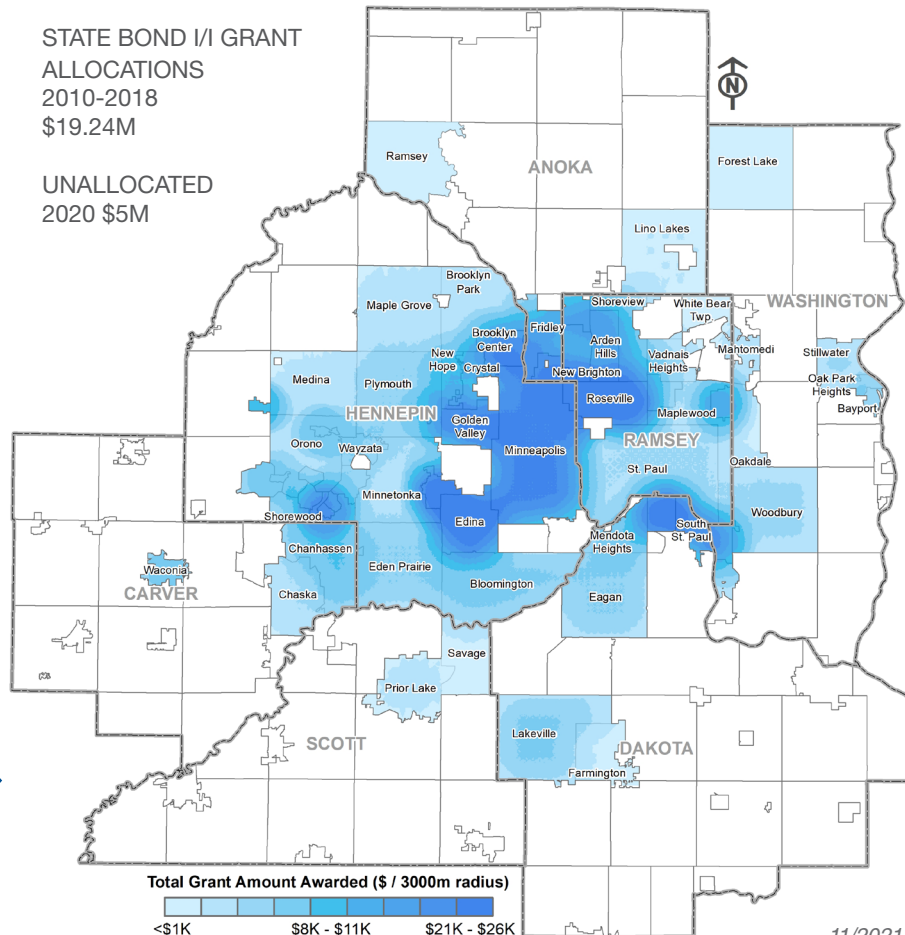 STATE BOND I/I GRANT
ALLOCATIONS
2010-2018
$19.24M
UNALLOCATED
2020 $5M
N
Ramsey
ANOKA
Forest Lake
Lino Lakes
Brooklyn
Park
Maple Grove
Shoreview
White Bear
Twp.
WASHINGTON
Fridley
Brooklyn
Center
Arden
Hills
New
Hope
Crystal
Vadnais
Heights
Mahtomedi
Stillwater
New Brighton
Medina
Plymouth
Oak Park
Heights
Roseville
Bayport
HENNEPIN
Golden
Valley
Maplewood
RAMSEY
Orono
Wayzata
Minneapolis
St. Paul
Oakdale
Minnetonka
Shorewood
Edina
Woodbury
South
St. Paul
Mendota
Heights
Chanhassen
Eden Prairie
Waconia
CARVER
Chaska
Bloomington
Eagan
Savage
Prior Lake
SCOTT
Lakeville
DAKOTA
Farmington
Total Grant Amount Awarded ($ / 3000m radius)
<$1K $8K - $11K $21K - $26K
11/2021